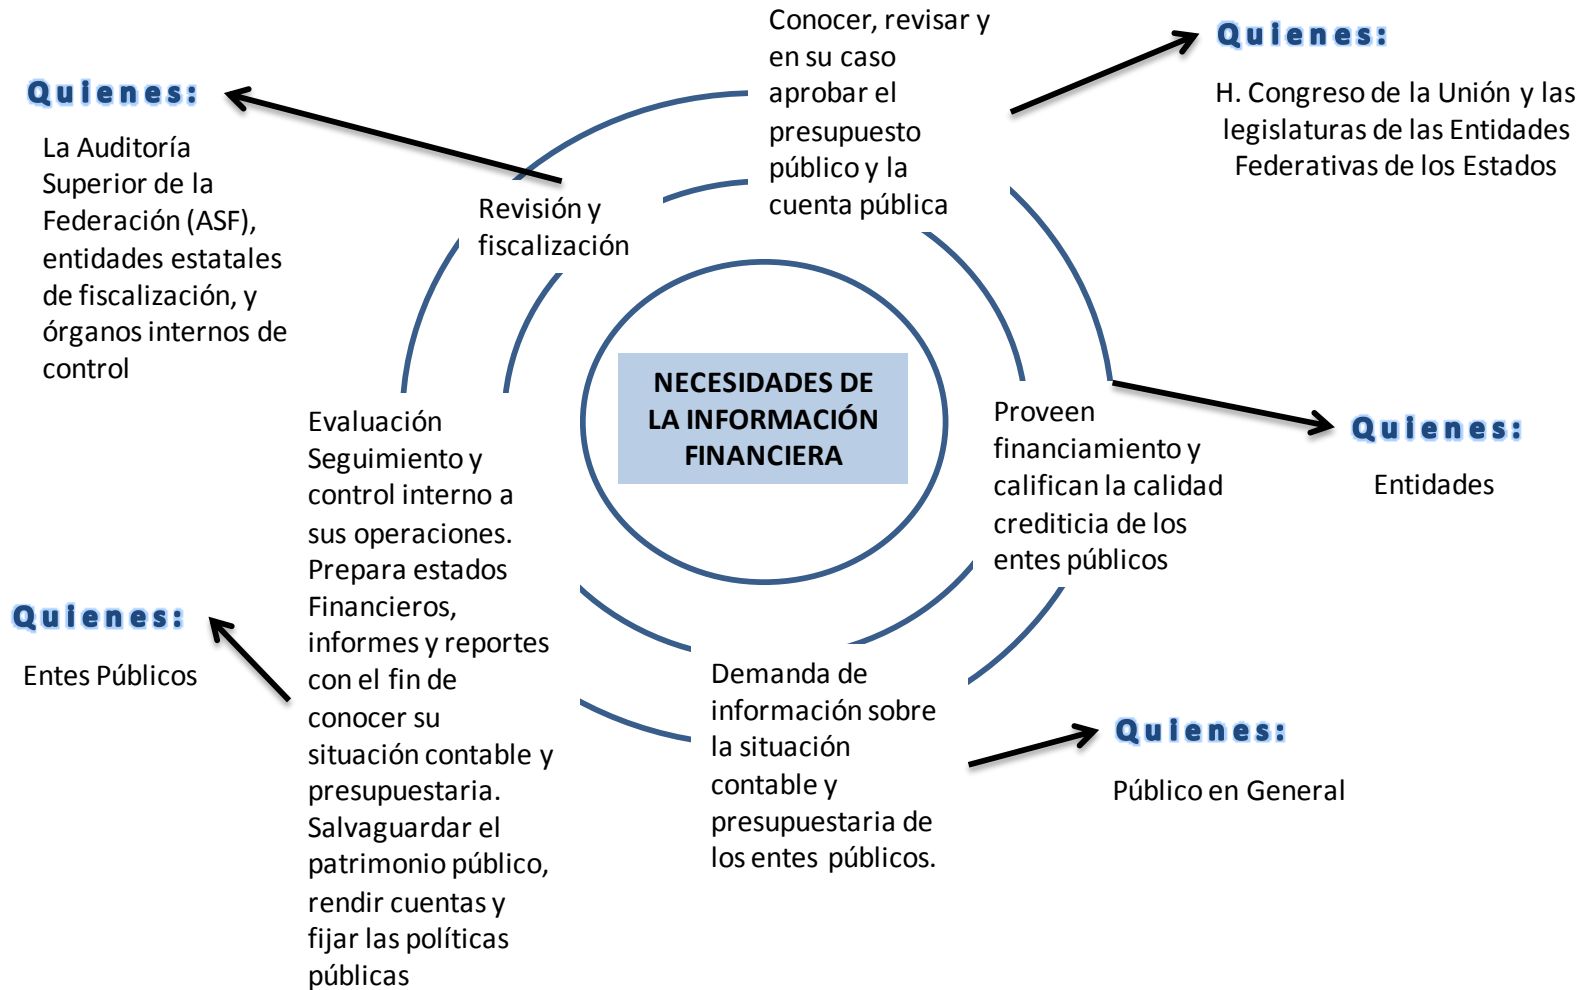 Conocer, revisar y
en su caso
aprobar el
presupuesto
público y la
cuenta pública
Quienes:
H. Congreso de la Unión y las
legislaturas de las Entidades
Federativas de los Estados
Quienes:
La Auditoría
Superior de la
Federación (ASF),
entidades estatales
de fiscalización, y
órganos internos de
control
Revisión y
fiscalización
NECESIDADES DE
LA INFORMACIÓN
FINANCIERA
Proveen
financiamiento y
califican la calidad
crediticia de los
entes públicos
Quienes:
Entidades
Evaluación
Seguimiento y
control interno a
sus operaciones.
Prepara estados
Financieros,
informes y reportes
con el fin de
conocer su
situación contable y
presupuestaria.
Salvaguardar el
patrimonio público,
rendir cuentas y
fijar las políticas
públicas
Quienes:
Entes Públicos
Demanda de
información sobre
la situación
contable y
presupuestaria de
los entes públicos.
Quienes:
Público en General